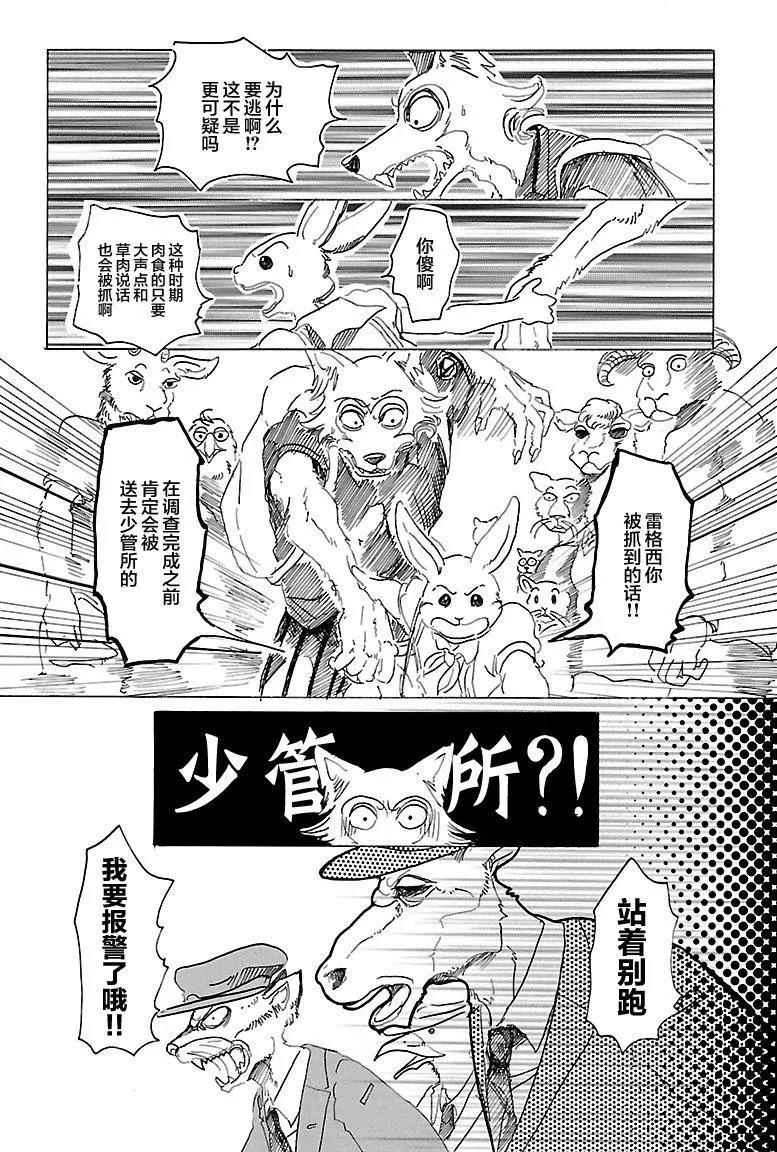 为什么
要逃啊!?
这不是
更可疑吗
你傻啊
这种时期
肉食的只要
大声点和
草肉说话
也会被抓啊
雷格西你
被抓到的话!!
在调查完成之前
肯定会被
送去少管所的
少管所?!
站着别跑
我要报警了哦!!